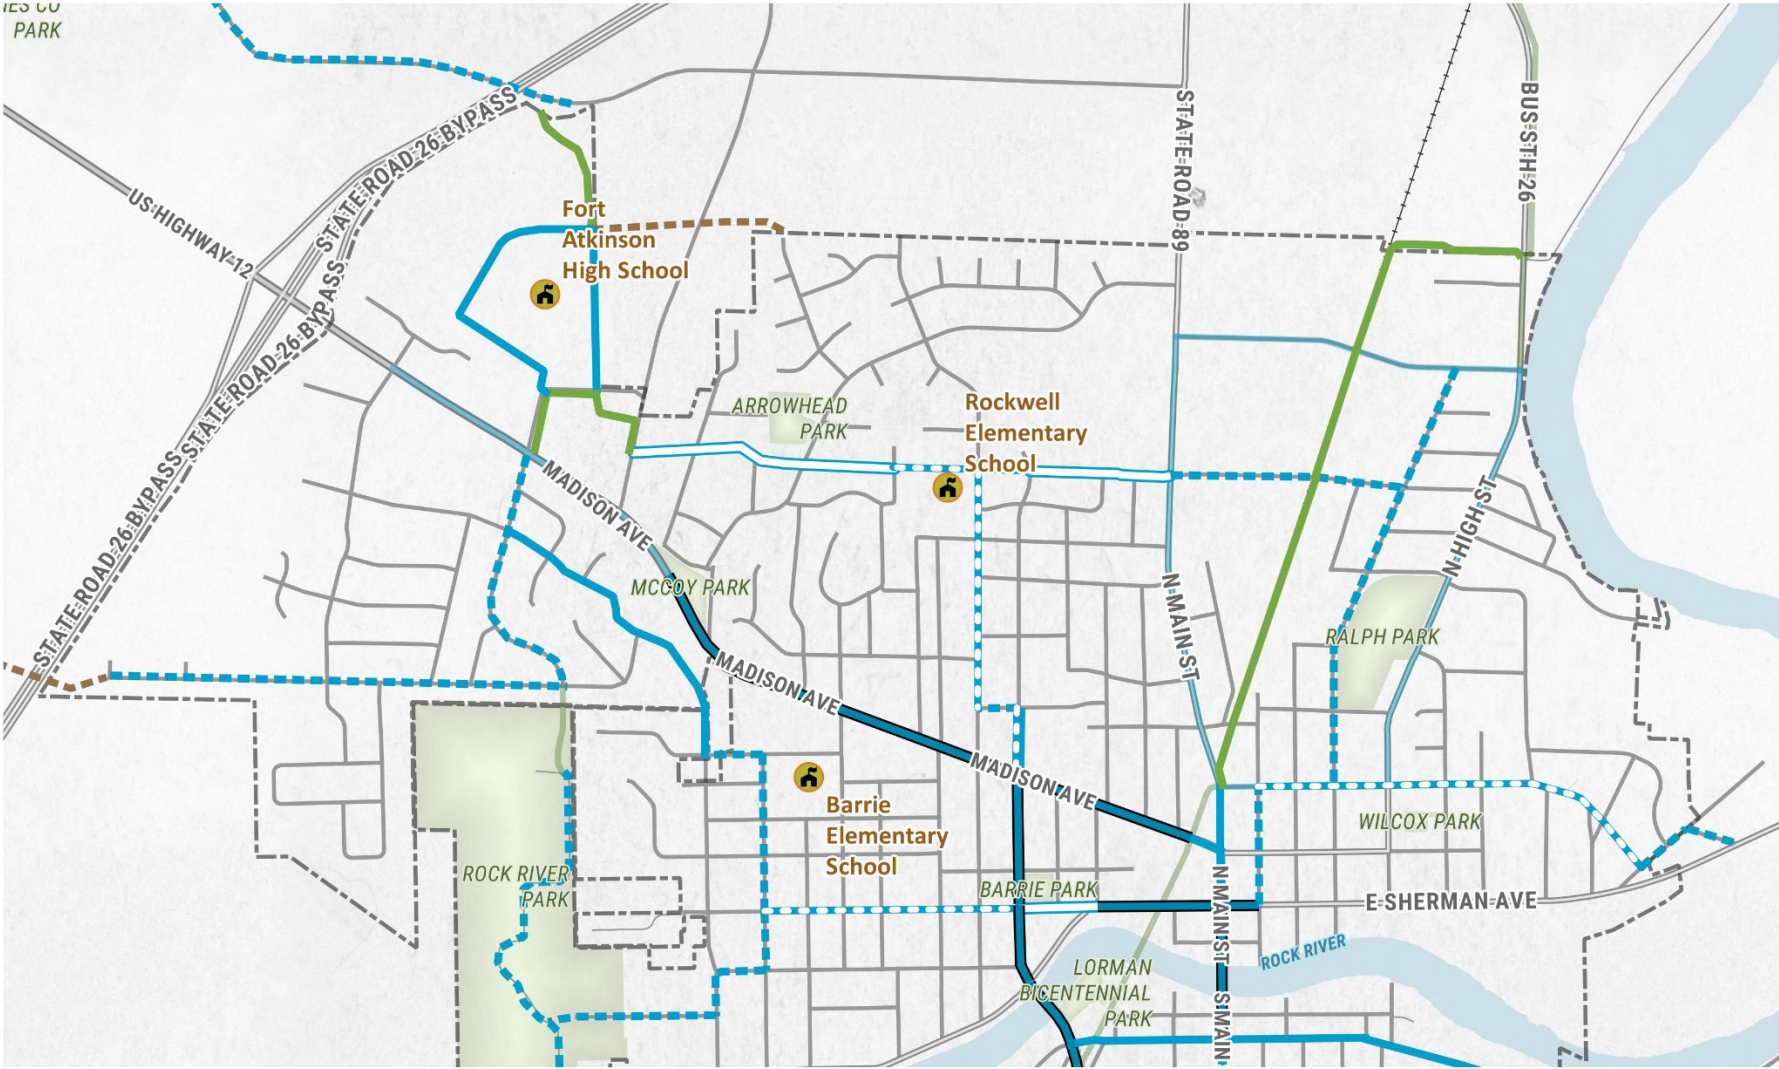 IES CO
PARK
STATE ROAD 26 BYPASS
US HIGHWAY 12
STATE ROAD 26 BYPASS
STATE ROAD 26 BYPASS
STATE ROAD 26 BYPASS
STATE ROAD 89
BUS STH 26
Fort
Atkinson
High School
ARROWHEAD
PARK
Rockwell
Elementary
School
MADISON AVE
MCCOY PARK
MADISON AVE
MADISON AVE
N MAIN ST
N HIGH ST
RALPH PARK
WILCOX PARK
Barrie
Elementary
School
ROCK RIVER
PARK
BARRIE PARK
E SHERMAN AVE
N MAIN ST
ROCK RIVER
LORMAN
BICENTENNIAL
PARK
S MAIN